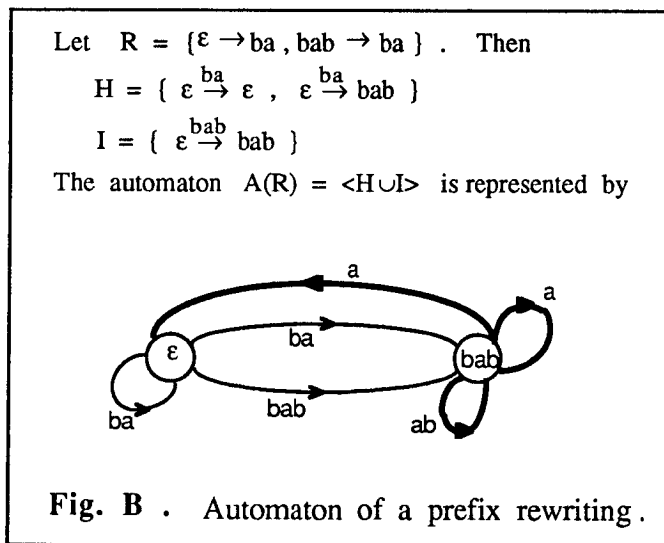 Let R = {ε → ba , bab → ba } . Then
H = { ε ba→ ε , ε ba→ bab }
I = { ε bab→ bab }
The automaton A(R) = <H∪I> is represented by
a
a
ε
ba
bab
bab
ab
ba
Fig. B . Automaton of a prefix rewriting .